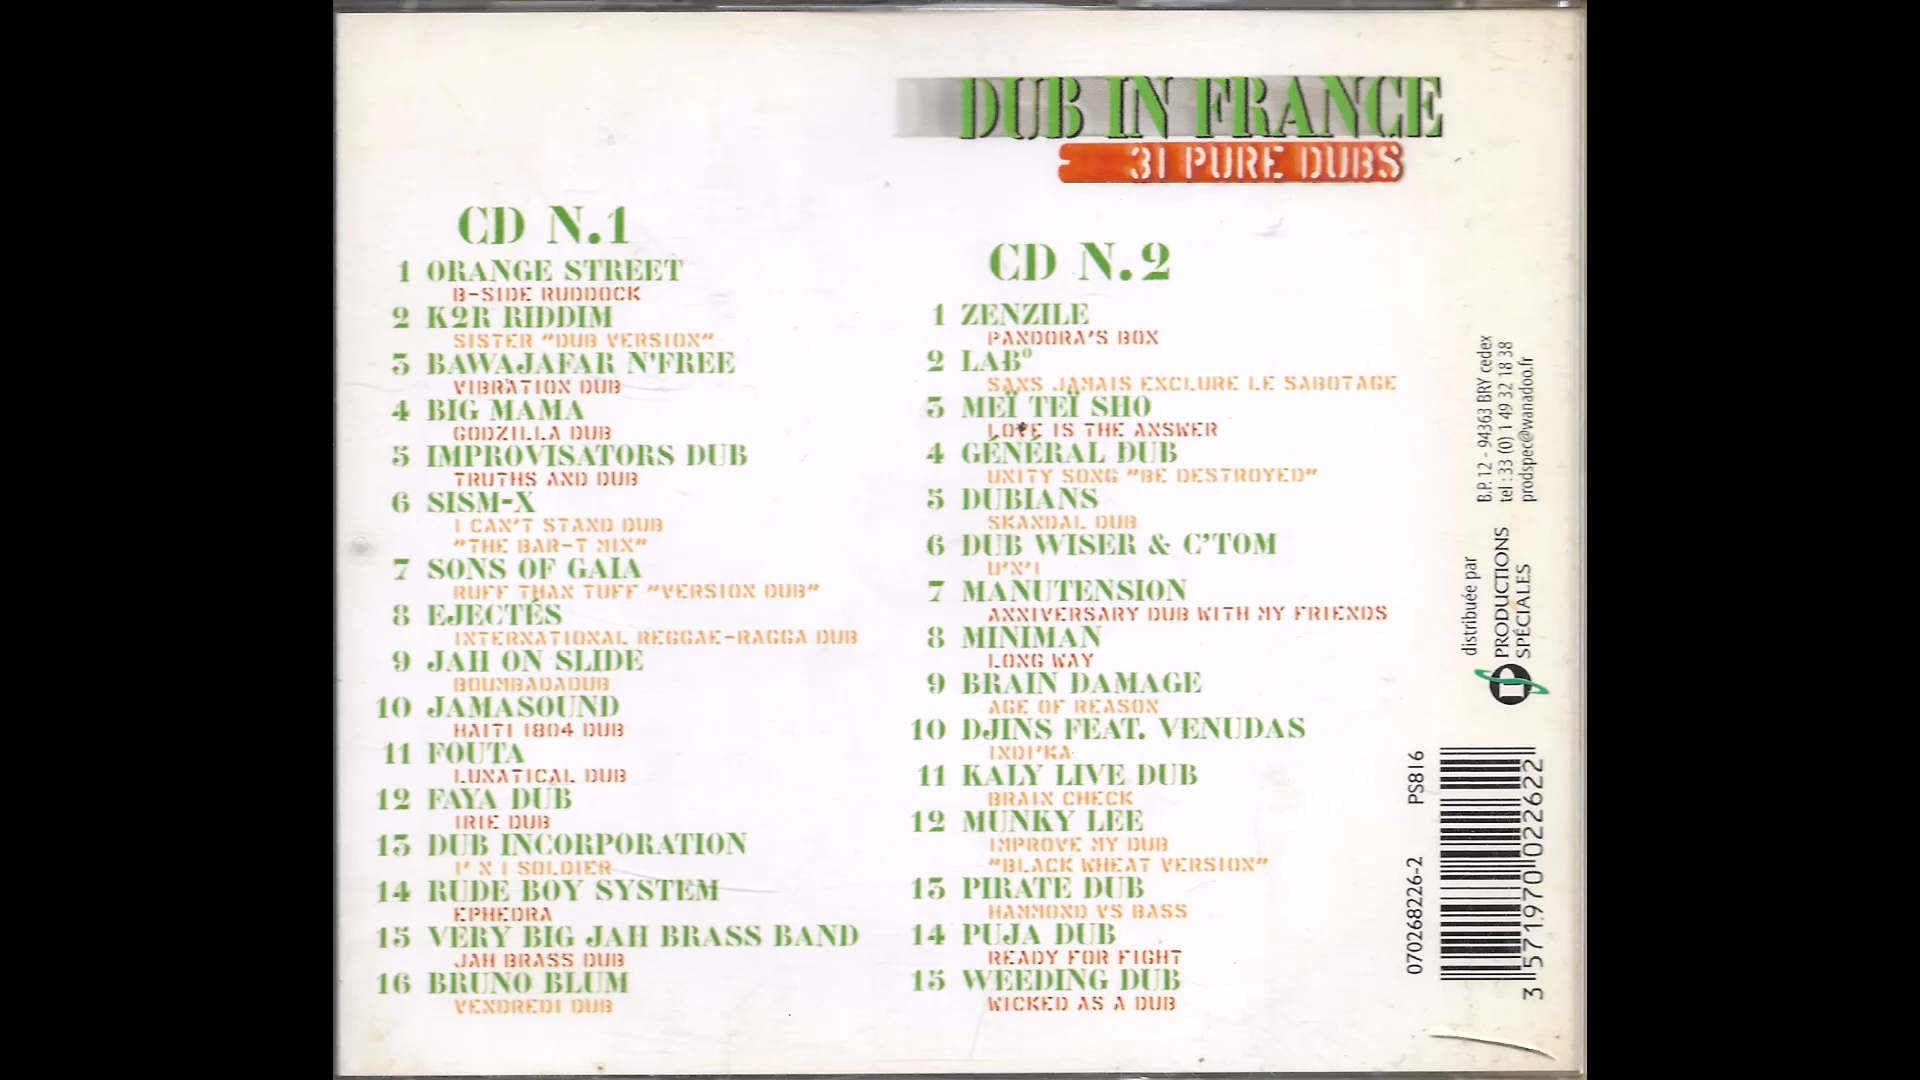 DUB IN FRANCE
31 PURE DUBS
CD N.1
1 ORANGE STREET
B-SIDE RUDDOCK
2 K2R RIDDIM
SISTER "DUB VERSION"
3 BAWAJAFAR N'FREE
VIBRATION DUB
4 BIG MAMA
GODZILLA DUB
5 IMPROVISATORS DUB
TRUTHS AND DUB
6 SISM-X
I CAN'T STAND DUB
"THE BAR-T MIX"
7 SONS OF GAÏA
RUFF THAN TUFF "VERSION DUB"
8 EJECTÉS
INTERNATIONAL REGGAE-RAGGA DUB
9 JAH ON SLIDE
BOUMBADADUB
10 JAMASOUND
HAITI 1804 DUB
11 FOUTA
LUNATICAL DUB
12 FAYA DUB
IRIE DUB
13 DUB INCORPORATION
I' N I SOLDIER
14 RUDE BOY SYSTEM
EPHEDRA
15 VERY BIG JAH BRASS BAND
JAH BRASS DUB
16 BRUNO BLUM
VENDREDI DUB
CD N.2
1 ZENZILE
PANDORA'S BOX
2 LAB°
SANS JAMAIS EXCLURE LE SABOTAGE
3 MEÏ TEÏ SHO
LOVE IS THE ANSWER
4 GÉNÉRAL DUB
UNITY SONG "BE DESTROYED"
5 DUBIANS
SKANDAL DUB
6 DUB WISER & C'TOM
U'N'I
7 MANUTENSION
ANNIVERSARY DUB WITH MY FRIENDS
8 MINIMAN
LONG WAY
9 BRAIN DAMAGE
AGE OF REASON
10 DJINS FEAT. VENUDAS
INDI'KA
11 KALY LIVE DUB
BRAIN CHECK
12 MUNKY LEE
IMPROVE MY DUB
"BLACK WHEAT VERSION"
13 PIRATE DUB
HAMMOND VS BASS
14 PUJA DUB
READY FOR FIGHT
15 WEEDING DUB
WICKED AS A DUB
distribuée par
PRODUCTIONS
SPÉCIALES
B.P. 12 - 94363 BRY cedex
tel : 33 (0) 1 49 32 18 38
prodspec@wanadoo.fr
070268226-2 PS816
3 571970 022622